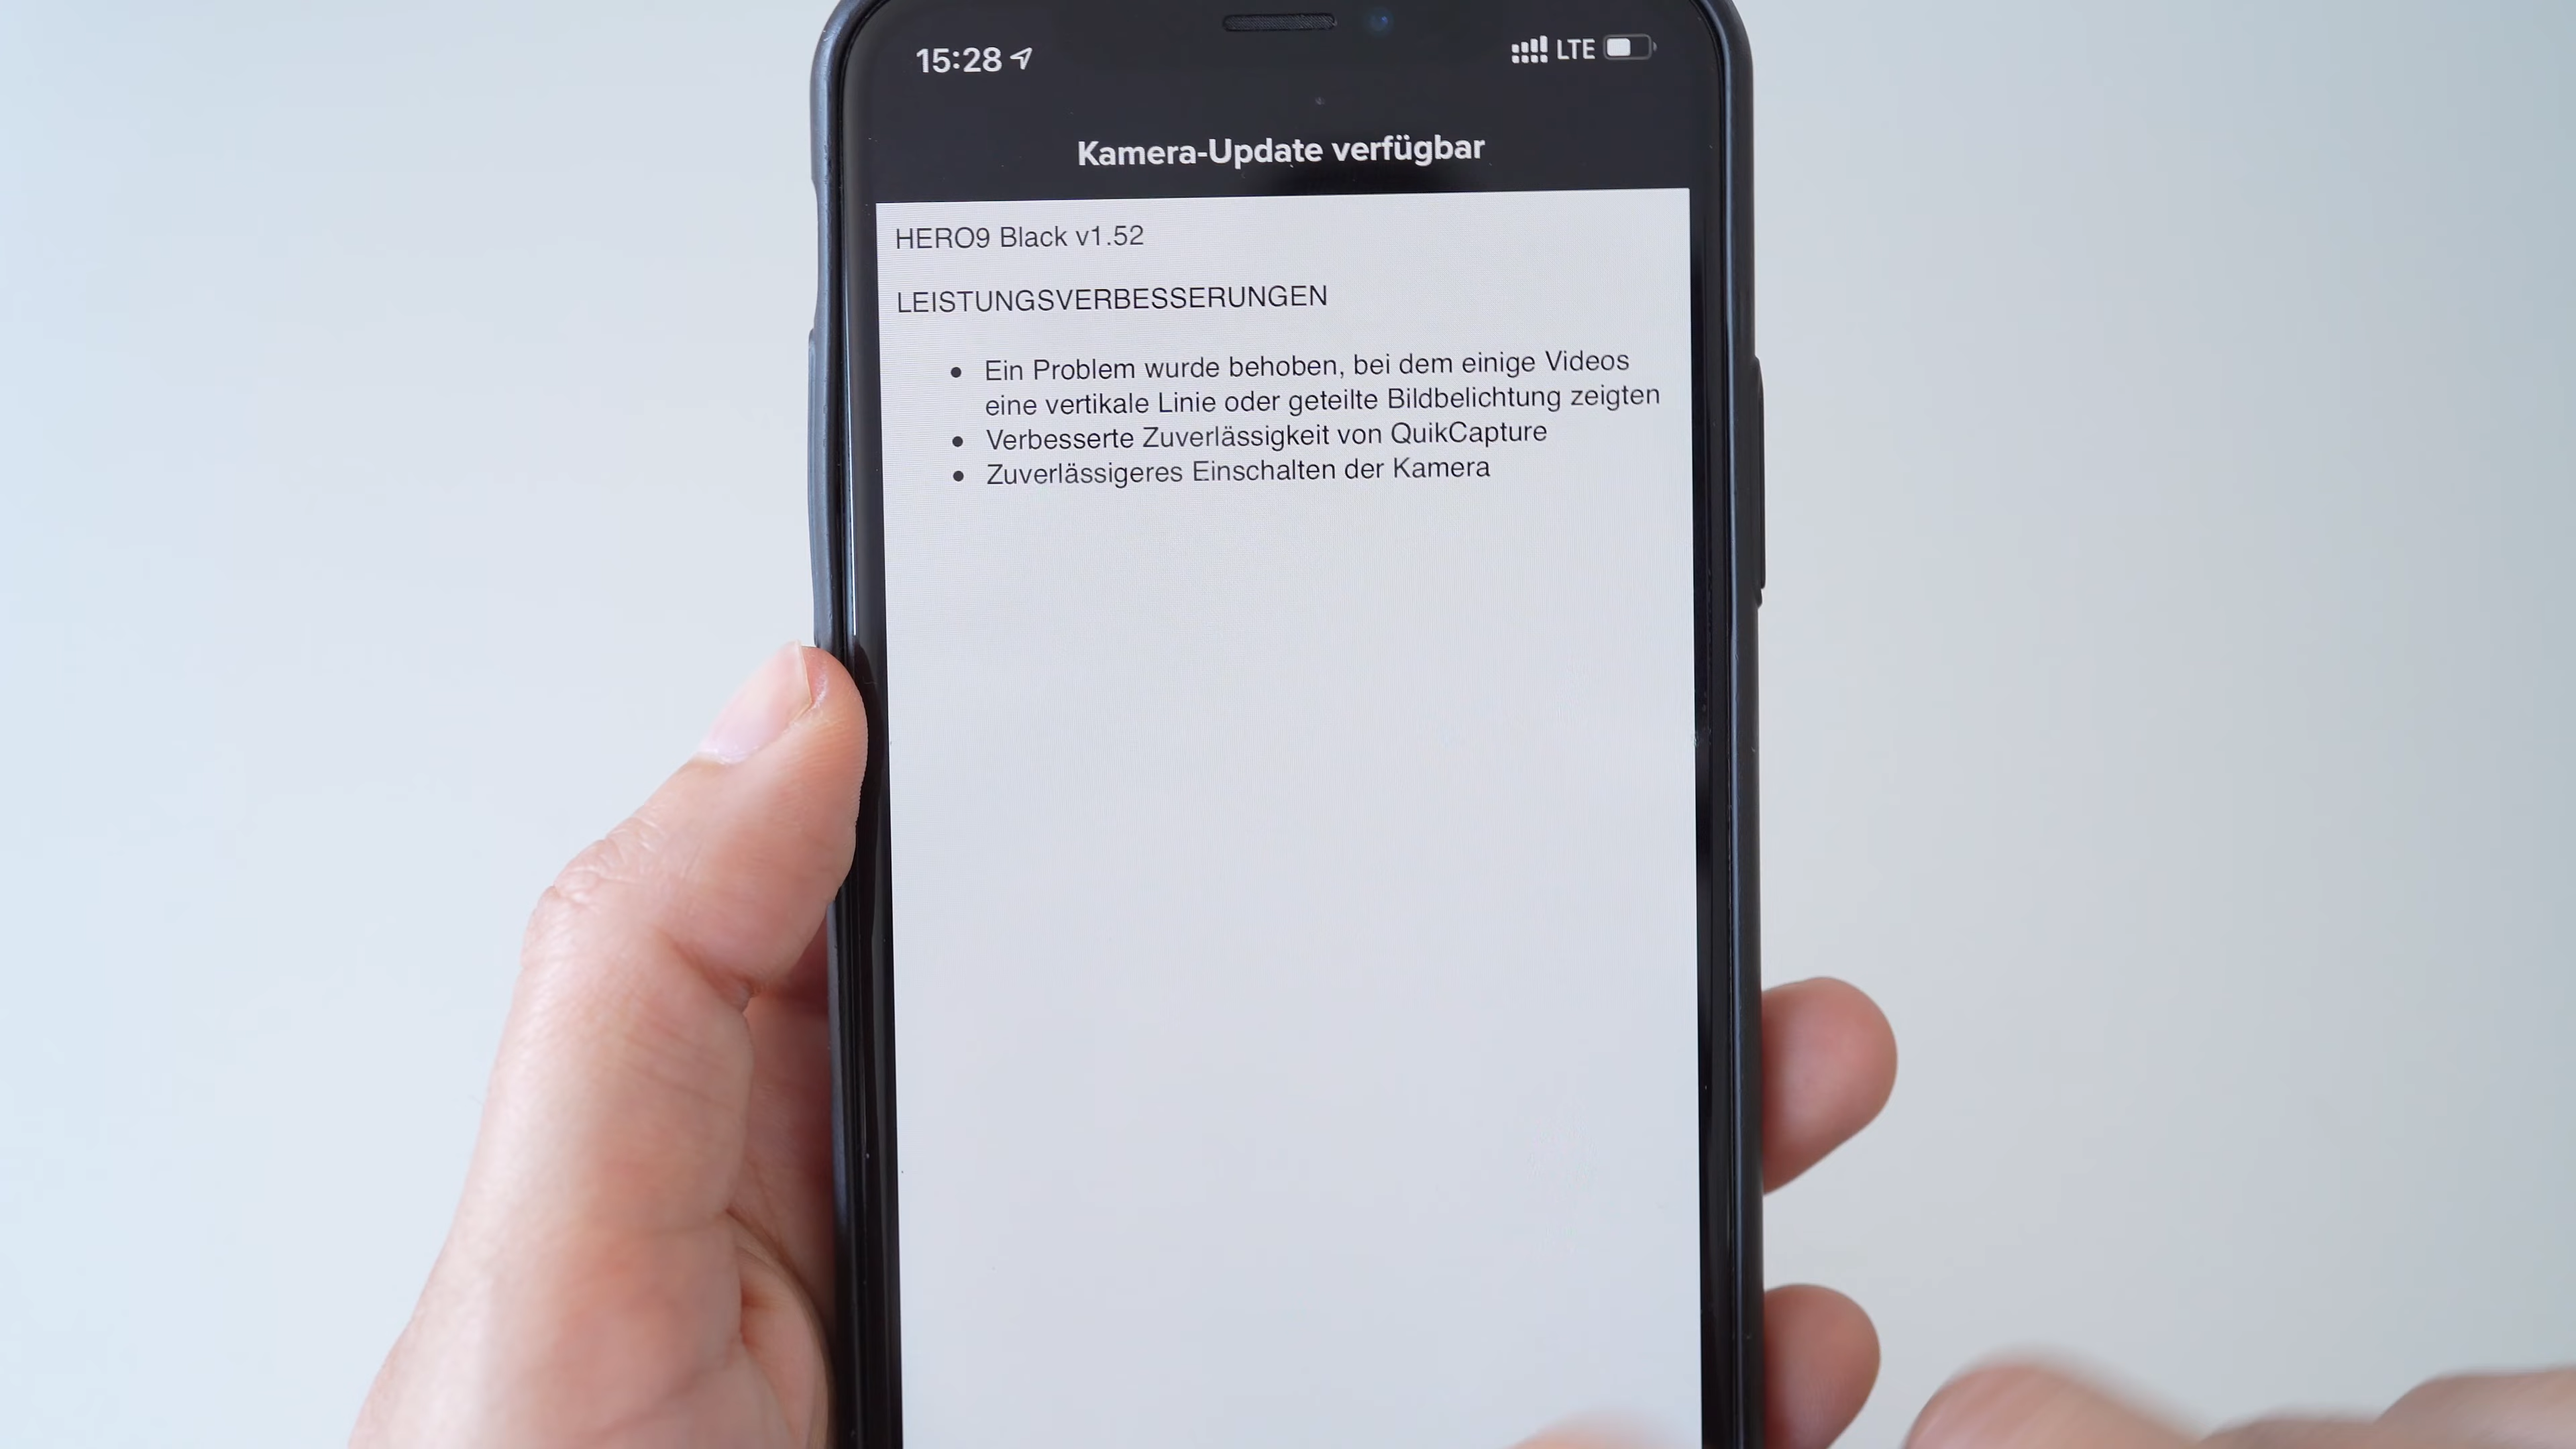 15:28
LTE
Kamera-Update verfügbar
HERO9 Black v1.52
LEISTUNGSVERBESSERUNGEN
• Ein Problem wurde behoben, bei dem einige Videos
eine vertikale Linie oder geteilte Bildbelichtung zeigten
• Verbesserte Zuverlässigkeit von QuikCapture
• Zuverlässigeres Einschalten der Kamera